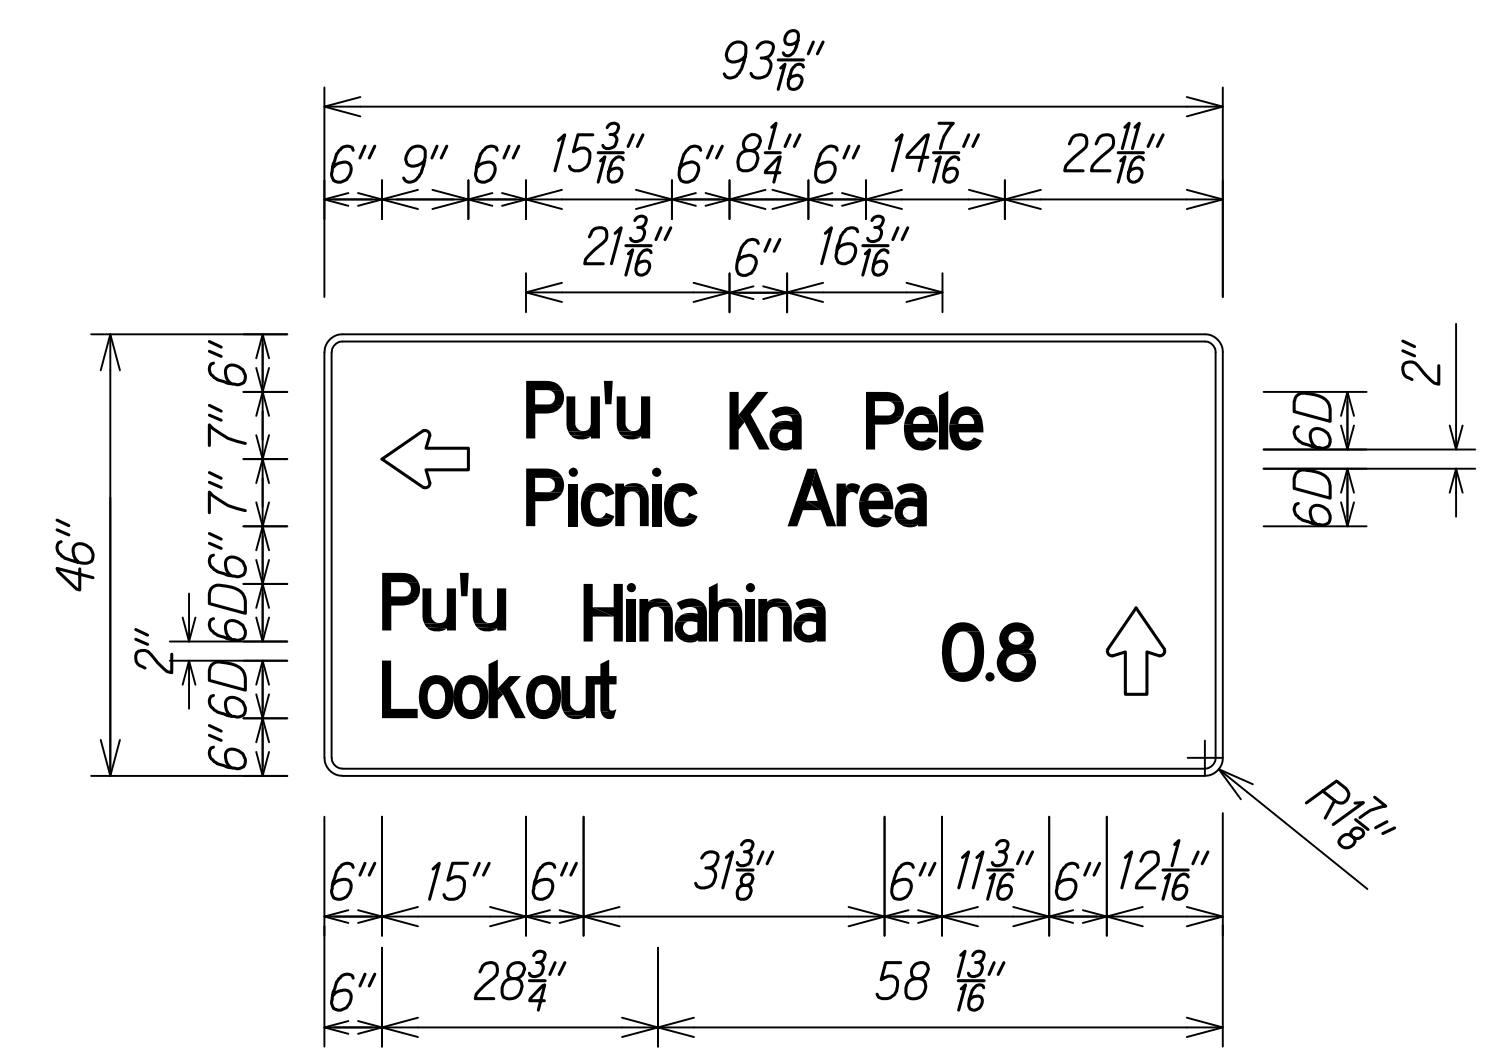 93 9/16"
6" 9" 6" 15 3/16" 6" 8 1/4" 6" 14 7/16" 22 11/16"
21 3/16" 6" 16 3/16"
46"
6"
7"
7"
6"
6D
2"
6D
6"
Pu'u Ka Pele
Picnic Area
Pu'u Hinahina
Lookout
0.8
6D
2"
6D
R1 7/8"
6" 15" 6" 31 3/8" 6" 11 3/16" 6" 12 1/16"
6" 28 3/4" 58 13/16"